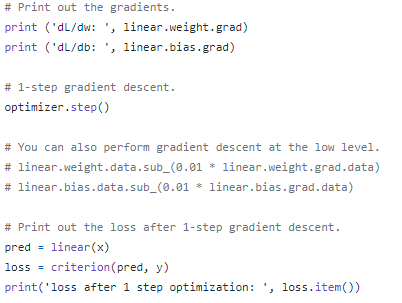 # Print out the gradients.
print ('dL/dw: ', linear.weight.grad)
print ('dL/db: ', linear.bias.grad)
# 1-step gradient descent.
optimizer.step()
# You can also perform gradient descent at the low level.
# linear.weight.data.sub_(0.01 * linear.weight.grad.data)
# linear.bias.data.sub_(0.01 * linear.bias.grad.data)
# Print out the loss after 1-step gradient descent.
pred = linear(x)
loss = criterion(pred, y)
print('loss after 1 step optimization: ', loss.item())